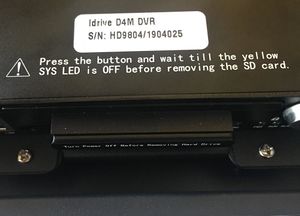 Idrive D4M DVR
S/N: HD9804/1904025
Press the button and wait till the yellow
SYS LED is OFF before removing the SD card.
Turn Power Off Before Removing Hard Drive